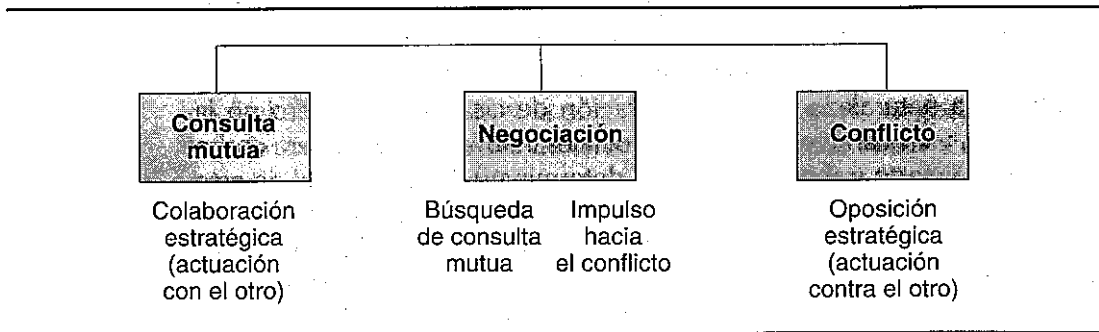 Consulta
mutua
Negociación
Conflicto
Colaboración
estratégica
(actuación
con el otro)
Búsqueda
de consulta
mutua
Impulso
hacia
el conflicto
Oposición
estratégica
(actuación
contra el otro)